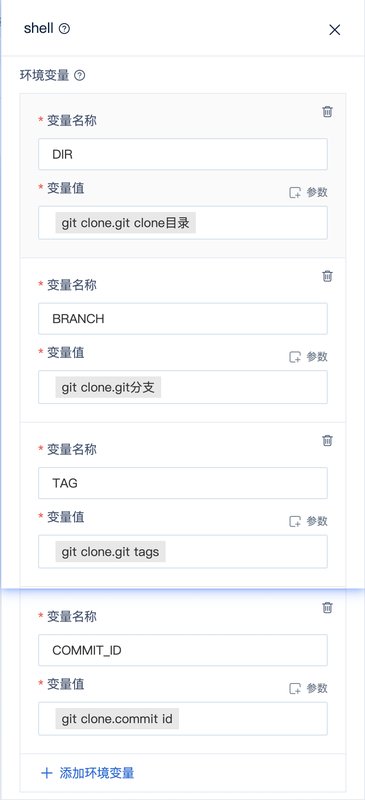 shell
环境变量
* 变量名称
DIR
* 变量值 参数
git clone.git clone目录
* 变量名称
BRANCH
* 变量值 参数
git clone.git分支
* 变量名称
TAG
* 变量值 参数
git clone.git tags
* 变量名称
COMMIT_ID
* 变量值 参数
git clone.commit id
+ 添加环境变量